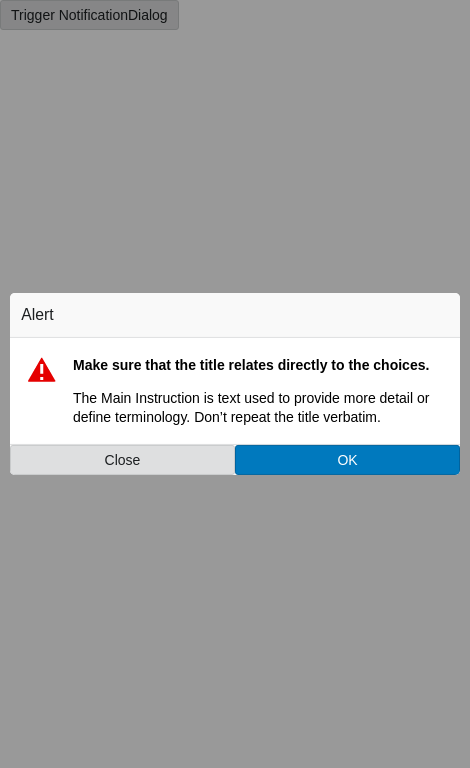 Trigger NotificationDialog
Alert
Make sure that the title relates directly to the choices.
The Main Instruction is text used to provide more detail or
define terminology. Don’t repeat the title verbatim.
Close
OK